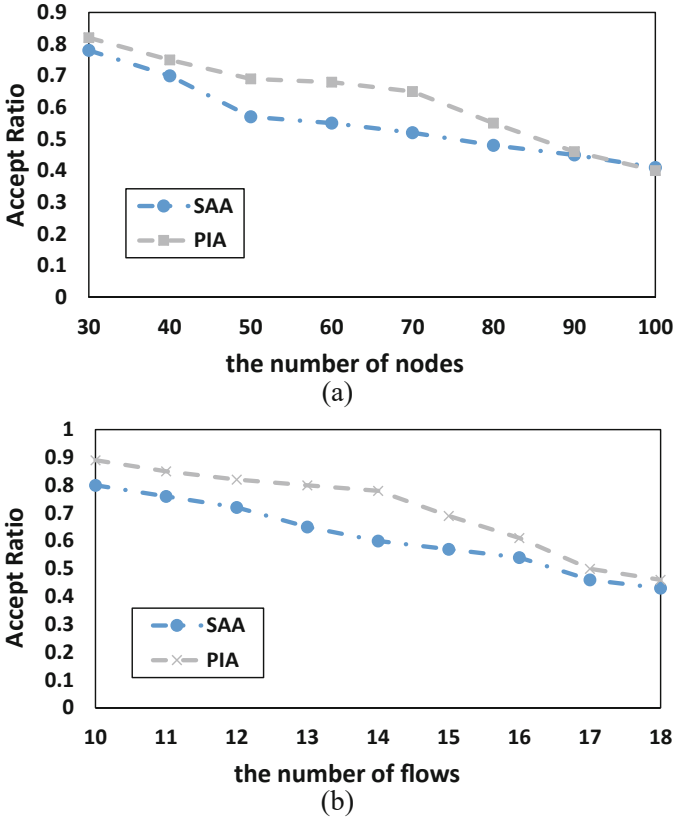 0.9
0.8
0.7
0.6
0.5
0.4
0.3
0.2
0.1
0
Accept Ratio
SAA
PIA
30 40 50 60 70 80 90 100
the number of nodes
(a)
1
0.9
0.8
0.7
0.6
0.5
0.4
0.3
0.2
0.1
0
Accept Ratio
SAA
PIA
10 11 12 13 14 15 16 17 18
the number of flows
(b)